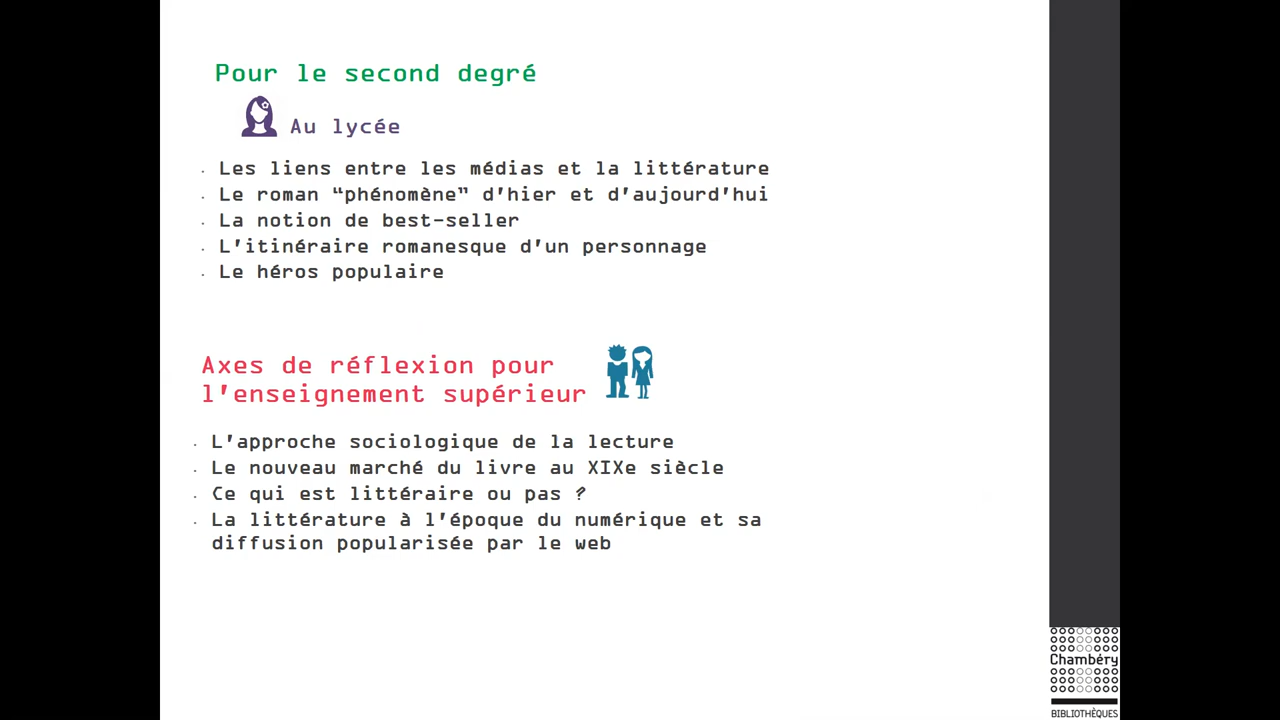 Pour le second degré
Au lycée
· Les liens entre les médias et la littérature
· Le roman “phénomène” d’hier et d’aujourd’hui
· La notion de best-seller
· L’itinéraire romanesque d’un personnage
· Le héros populaire
Axes de réflexion pour
l’enseignement supérieur
· L’approche sociologique de la lecture
· Le nouveau marché du livre au XIXe siècle
· Ce qui est littéraire ou pas ?
· La littérature à l’époque du numérique et sa
diffusion popularisée par le web
Chambéry
BIBLIOTHÈQUES